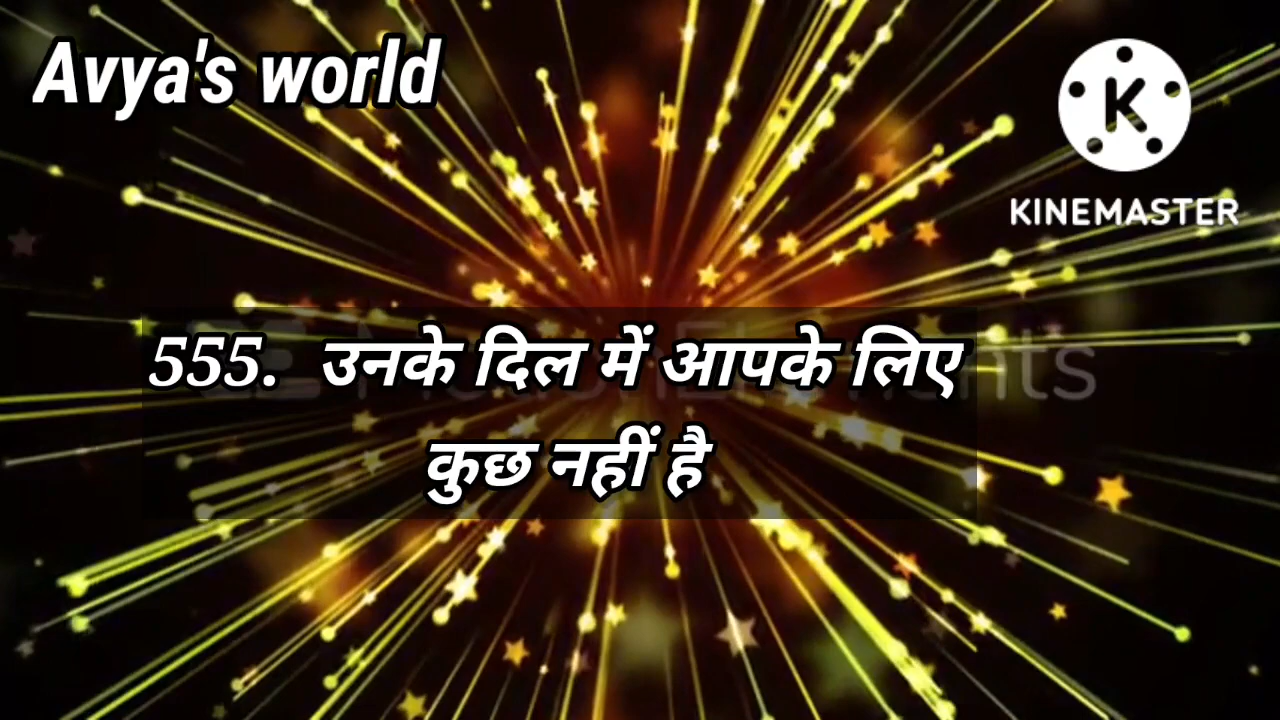 Avya's world
K
KINEMASTER
555. उनके दिल में आपके लिए
कुछ नहीं है